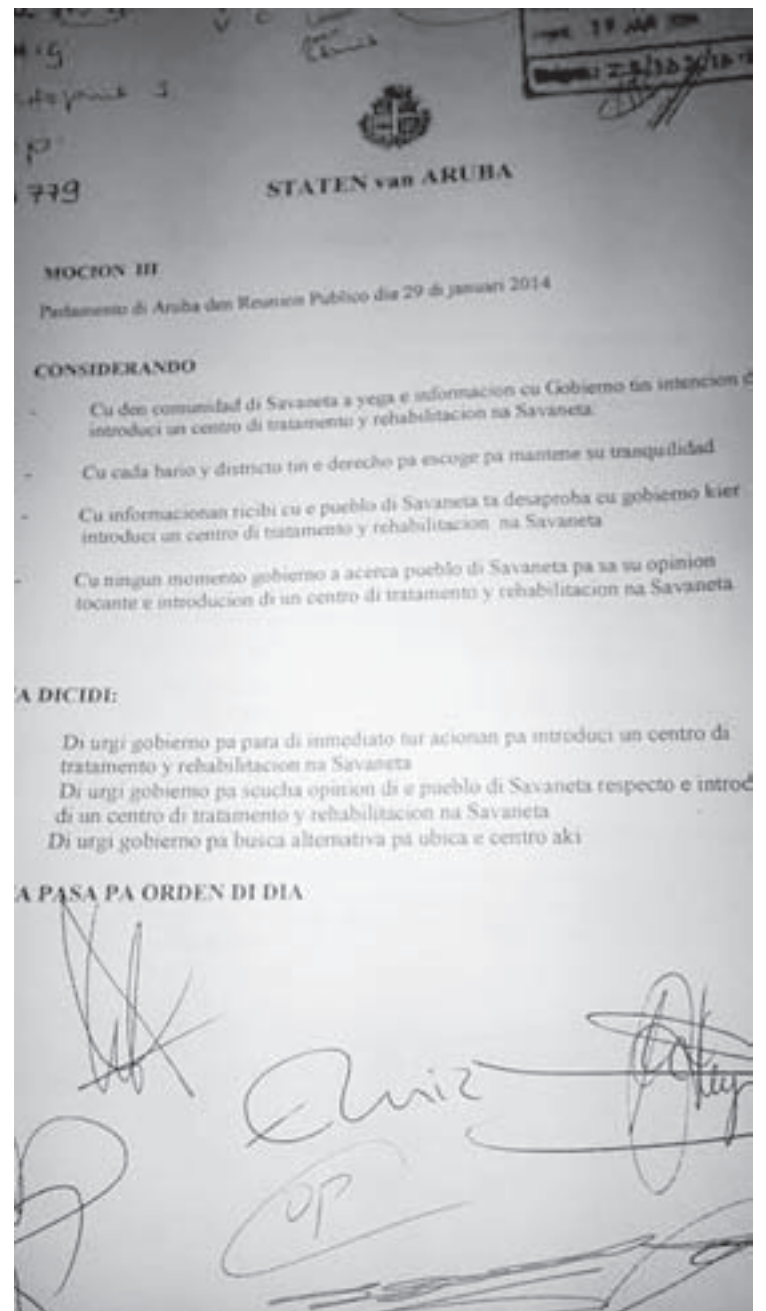 779
STATEN van ARUBA
MOCION III
Parlamento di Aruba den Reunion Publico dia 29 di januari 2014
CONSIDERANDO
- Cu den comunidad di Savaneta a yega e informacion cu Gobierno tin intencion d
introduci un centro di tratamento y rehabilitacion na Savaneta.
- Cu cada bario y districto tin e derecho pa escoge pa mantene su tranquilidad
- Cu informacionan ricibi cu e pueblo di Savaneta ta desaproba cu gobierno kier
introduci un centro di tratamento y rehabilitacion na Savaneta
- Cu ningun momento gobierno a acerca pueblo di Savaneta pa sa su opinion
tocante e introducion di un centro di tratamento y rehabilitacion na Savaneta
A DICIDI:
Di urgi gobierno pa para di inmediato tur acionan pa introduci un centro di
tratamento y rehabilitacion na Savaneta
Di urgi gobierno pa scucha opinion di e pueblo di Savaneta respecto e introd
di un centro di tratamento y rehabilitacion na Savaneta
Di urgi gobierno pa busca alternativa pa ubica e centro aki
A PASA PA ORDEN DI DIA